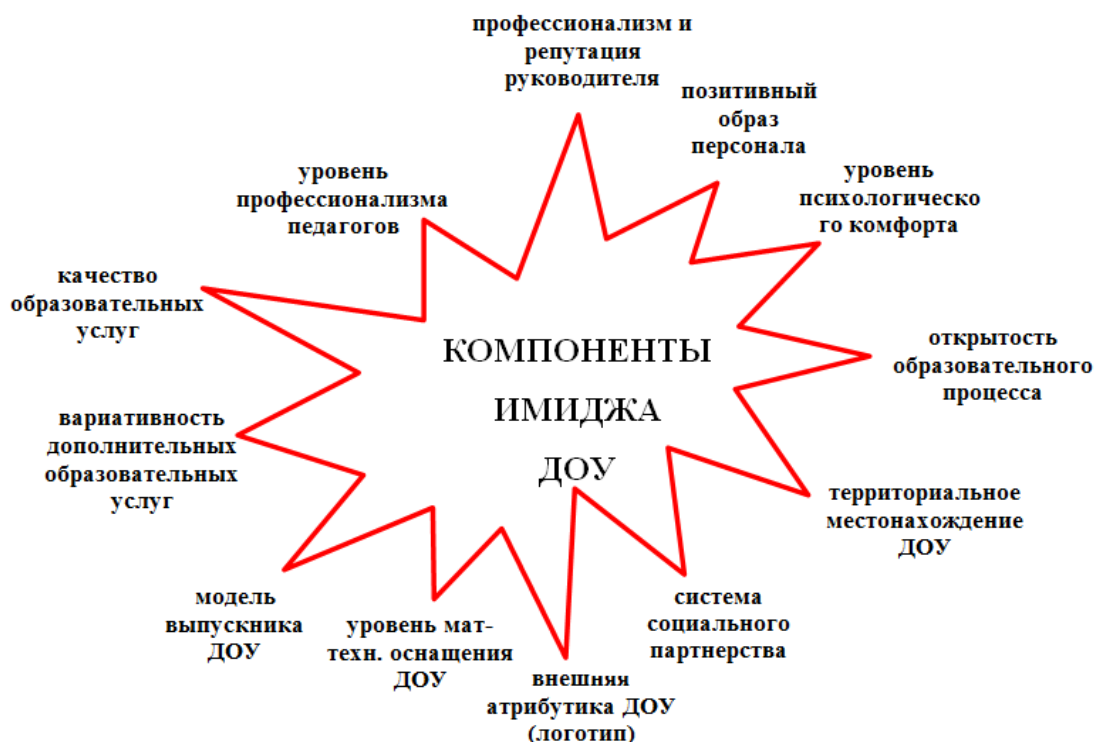 профессионализм и
репутация
руководителя
позитивный
образ
персонала
уровень
психологическо
го комфорта
уровень
профессионализма
педагогов
качество
образовательных
услуг
КОМПОНЕНТЫ
ИМИДЖА
ДОУ
открытость
образовательного
процесса
вариативность
дополнительных
образовательных
услуг
территориальное
местонахождение
ДОУ
модель
выпускника
ДОУ
уровень мат-
техн. оснащения
ДОУ
внешняя
атрибутика ДОУ
(логотип)
система
социального
партнерства